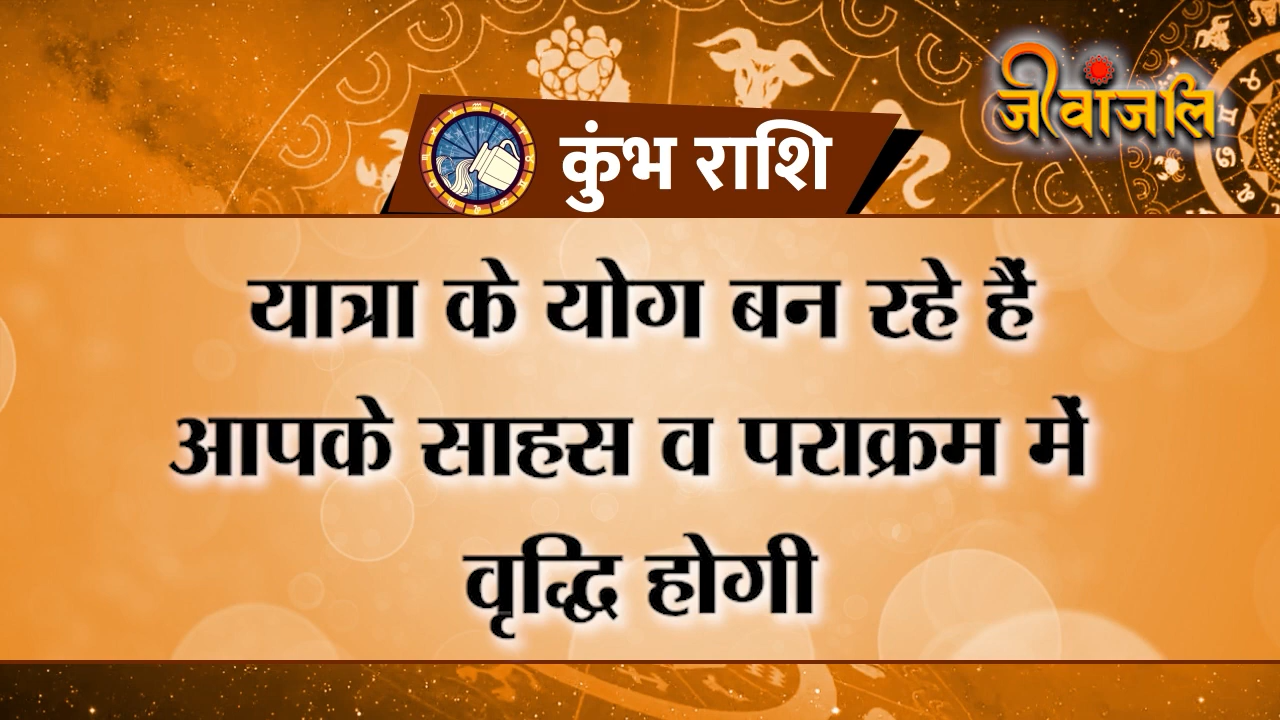 जीवांजलि
कुंभ राशि
यात्रा के योग बन रहे हैं
आपके साहस व पराक्रम में
वृद्धि होगी